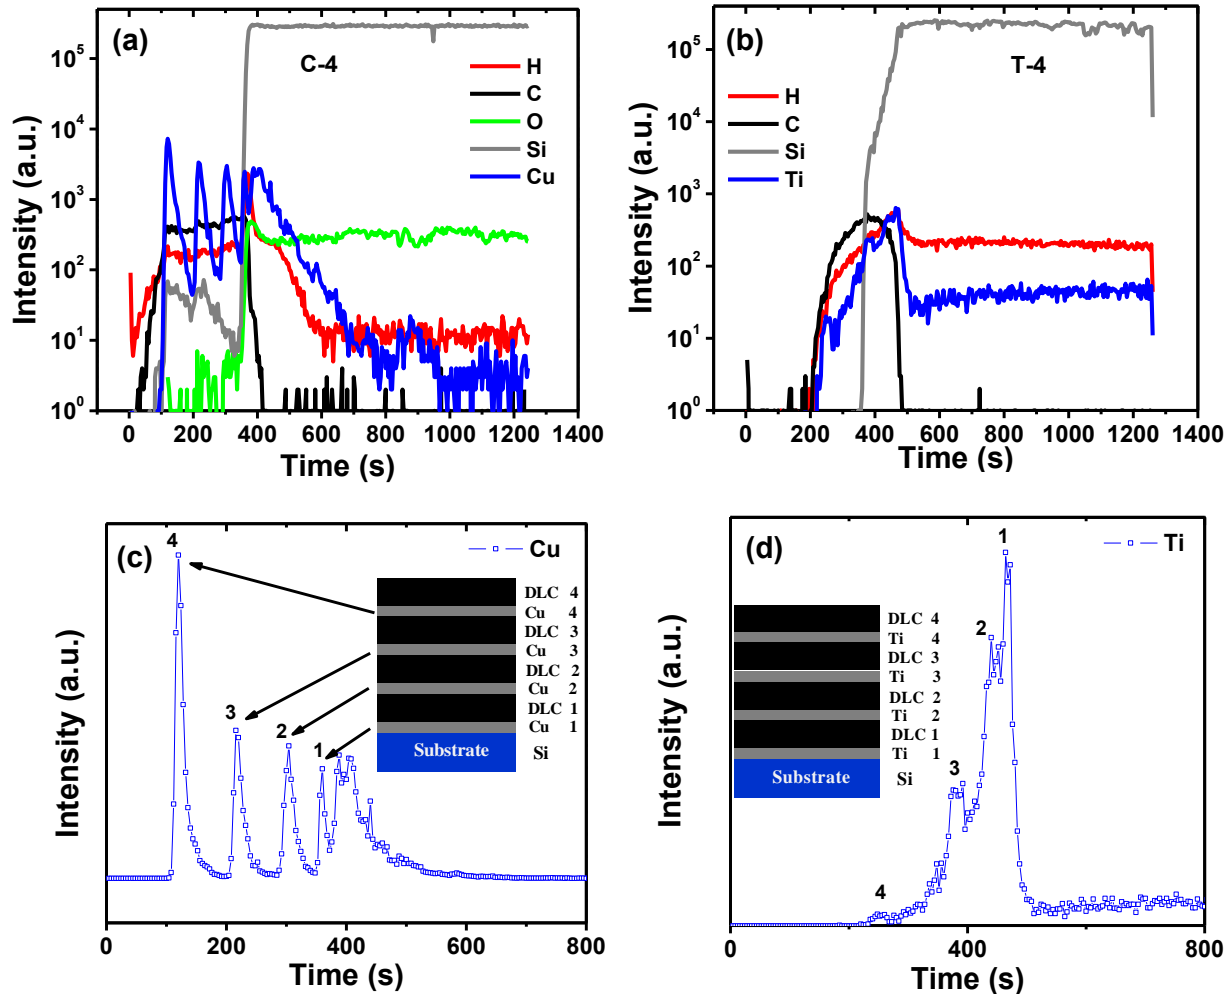 (a)
C-4
H
C
O
Si
Cu
Intensity (a.u.)
10^5
10^4
10^3
10^2
10^1
10^0
0 200 400 600 800 1000 1200 1400
Time (s)
(b)
T-4
H
C
Si
Ti
Intensity (a.u.)
10^5
10^4
10^3
10^2
10^1
10^0
0 200 400 600 800 1000 1200 1400
Time (s)
(c)
Cu
4
3
2
1
DLC 4
Cu 4
DLC 3
Cu 3
DLC 2
Cu 2
DLC 1
Cu 1
Substrate Si
Intensity (a.u.)
0 200 400 600 800
Time (s)
(d)
Ti
1
2
3
4
DLC 4
Ti 4
DLC 3
Ti 3
DLC 2
Ti 2
DLC 1
Ti 1
Substrate Si
Intensity (a.u.)
0 400 800
Time (s)